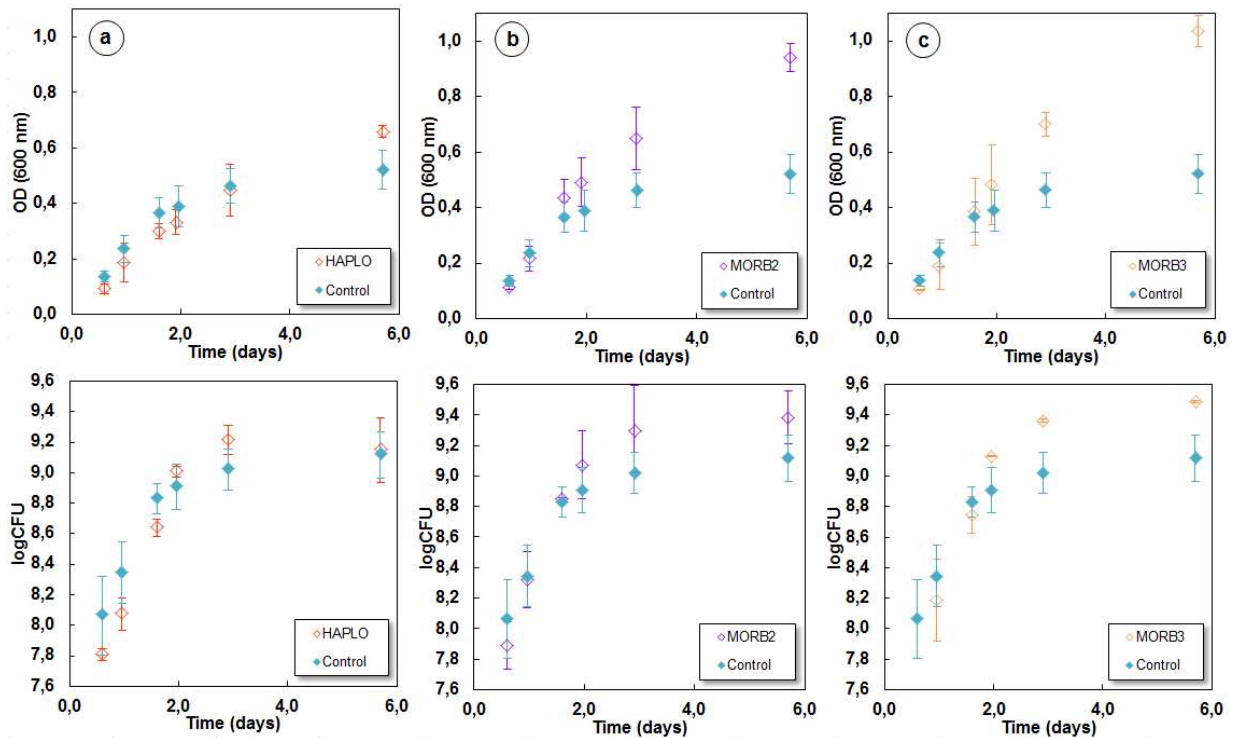 a
OD (600 nm)
1,0
0,8
0,6
0,4
0,2
0,0
0,0 2,0 4,0 6,0
Time (days)
HAPLO
Control
b
OD (600 nm)
1,0
0,8
0,6
0,4
0,2
0,0
0,0 2,0 4,0 6,0
Time (days)
MORB2
Control
c
OD (600 nm)
1,0
0,8
0,6
0,4
0,2
0,0
0,0 2,0 4,0 6,0
Time (days)
MORB3
Control
logCFU
9,6
9,4
9,2
9,0
8,8
8,6
8,4
8,2
8,0
7,8
7,6
0,0 2,0 4,0 6,0
Time (days)
HAPLO
Control
logCFU
9,6
9,4
9,2
9,0
8,8
8,6
8,4
8,2
8,0
7,8
7,6
0,0 2,0 4,0 6,0
Time (days)
MORB2
Control
logCFU
9,6
9,4
9,2
9,0
8,8
8,6
8,4
8,2
8,0
7,8
7,6
0,0 2,0 4,0 6,0
Time (days)
MORB3
Control